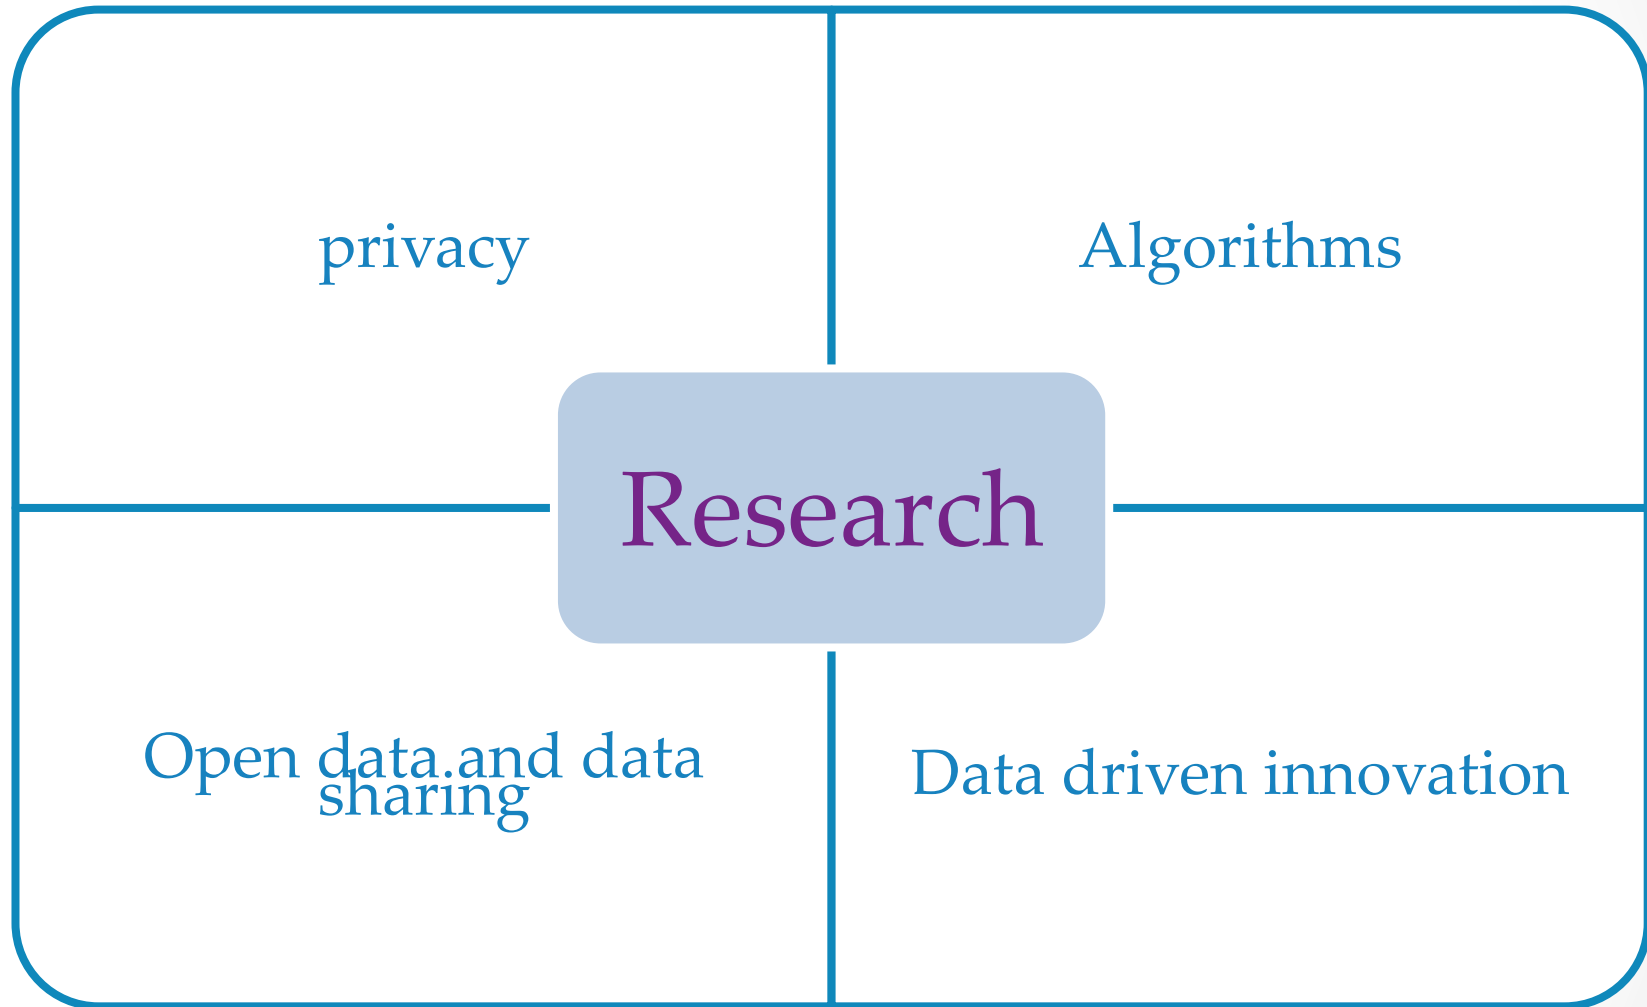 privacy
Algorithms
Research
Open data and data
sharing
Data driven innovation